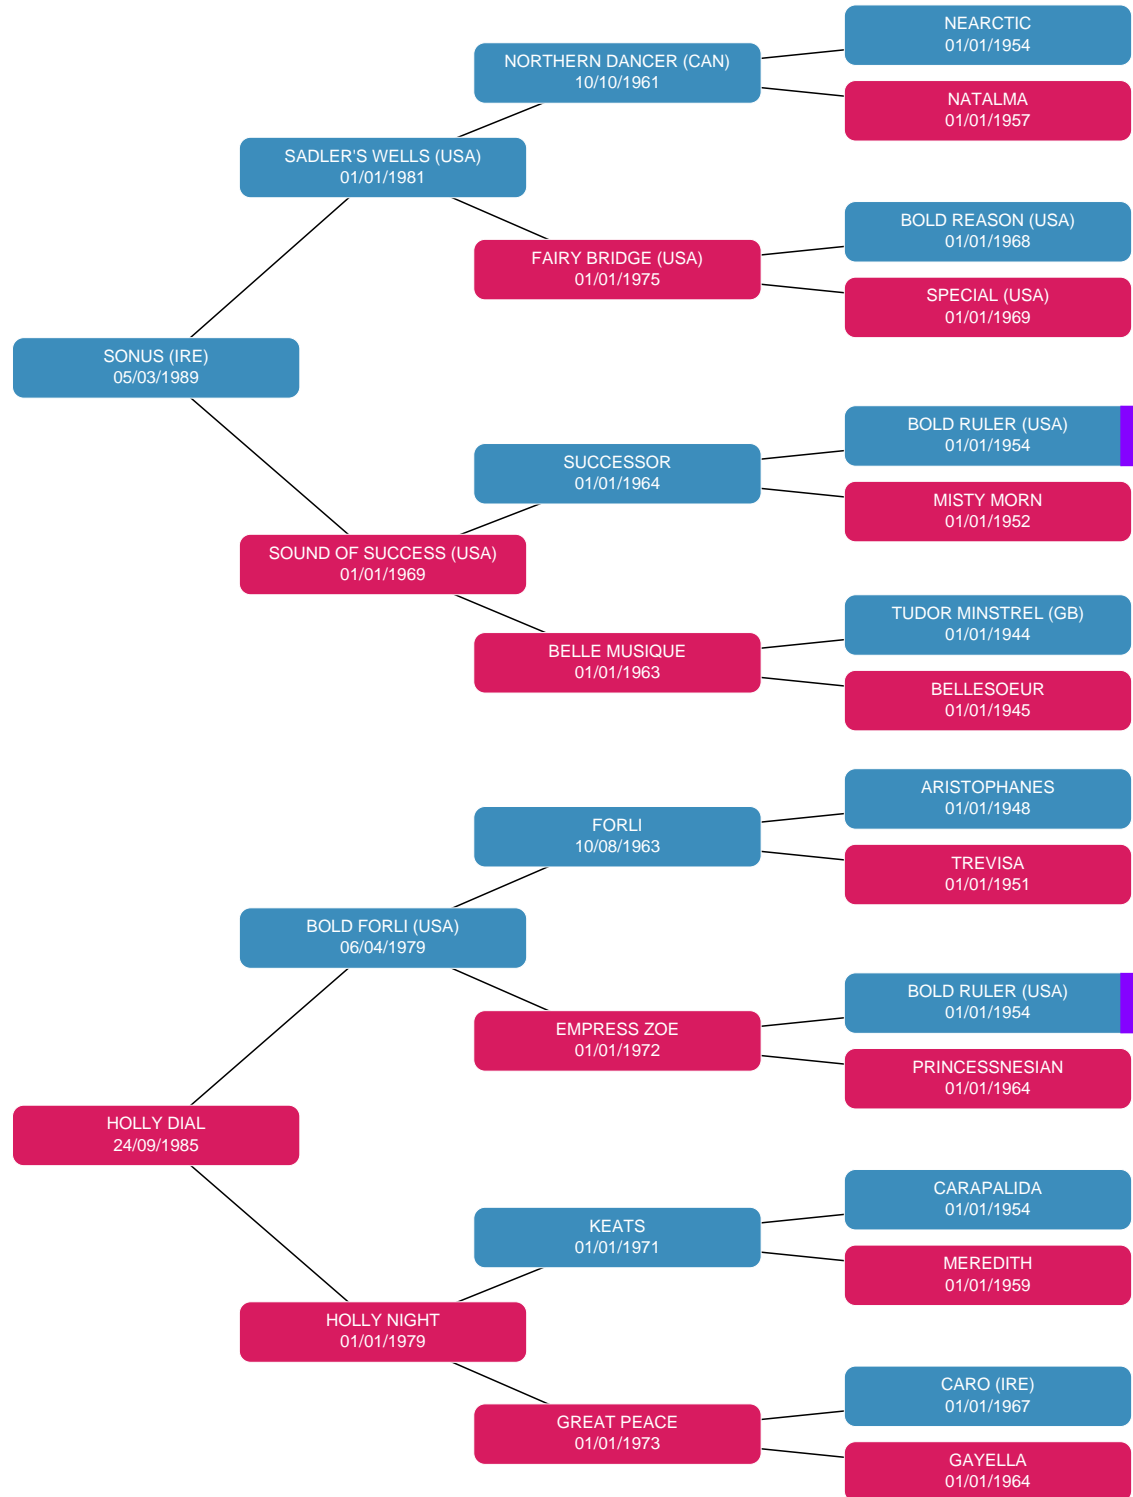 NEARCTIC
01/01/1954
NORTHERN DANCER (CAN)
10/10/1961
NATALMA
01/01/1957
SADLER'S WELLS (USA)
01/01/1981
BOLD REASON (USA)
01/01/1968
FAIRY BRIDGE (USA)
01/01/1975
SPECIAL (USA)
01/01/1969
SONUS (IRE)
05/03/1989
BOLD RULER (USA)
01/01/1954
SUCCESSOR
01/01/1964
MISTY MORN
01/01/1952
SOUND OF SUCCESS (USA)
01/01/1969
TUDOR MINSTREL (GB)
01/01/1944
BELLE MUSIQUE
01/01/1963
BELLESOEUR
01/01/1945
ARISTOPHANES
01/01/1948
FORLI
10/08/1963
TREVISA
01/01/1951
BOLD FORLI (USA)
06/04/1979
BOLD RULER (USA)
01/01/1954
EMPRESS ZOE
01/01/1972
PRINCESSNESIAN
01/01/1964
HOLLY DIAL
24/09/1985
CARAPALIDA
01/01/1954
KEATS
01/01/1971
MEREDITH
01/01/1959
HOLLY NIGHT
01/01/1979
CARO (IRE)
01/01/1967
GREAT PEACE
01/01/1973
GAYELLA
01/01/1964